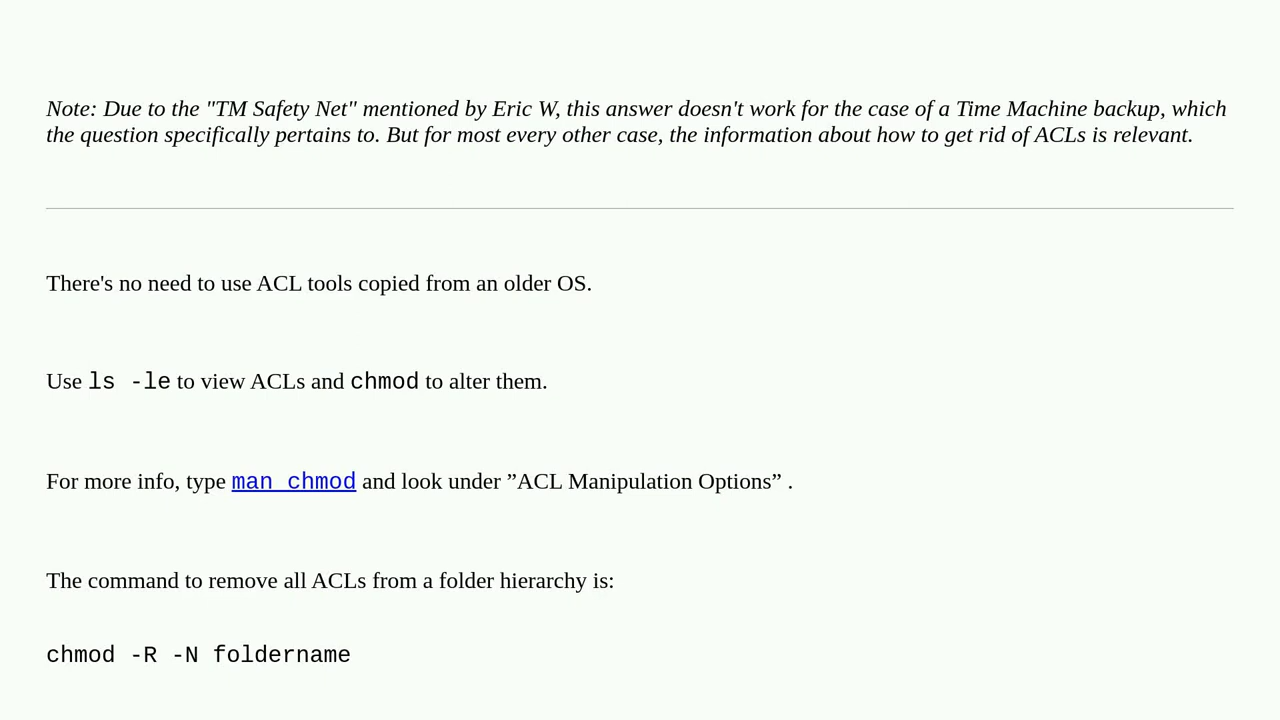 Note: Due to the "TM Safety Net" mentioned by Eric W, this answer doesn't work for the case of a Time Machine backup, which
the question specifically pertains to. But for most every other case, the information about how to get rid of ACLs is relevant.
There's no need to use ACL tools copied from an older OS.
Use ls -le to view ACLs and chmod to alter them.
For more info, type man chmod and look under ”ACL Manipulation Options” .
The command to remove all ACLs from a folder hierarchy is:
chmod -R -N foldername